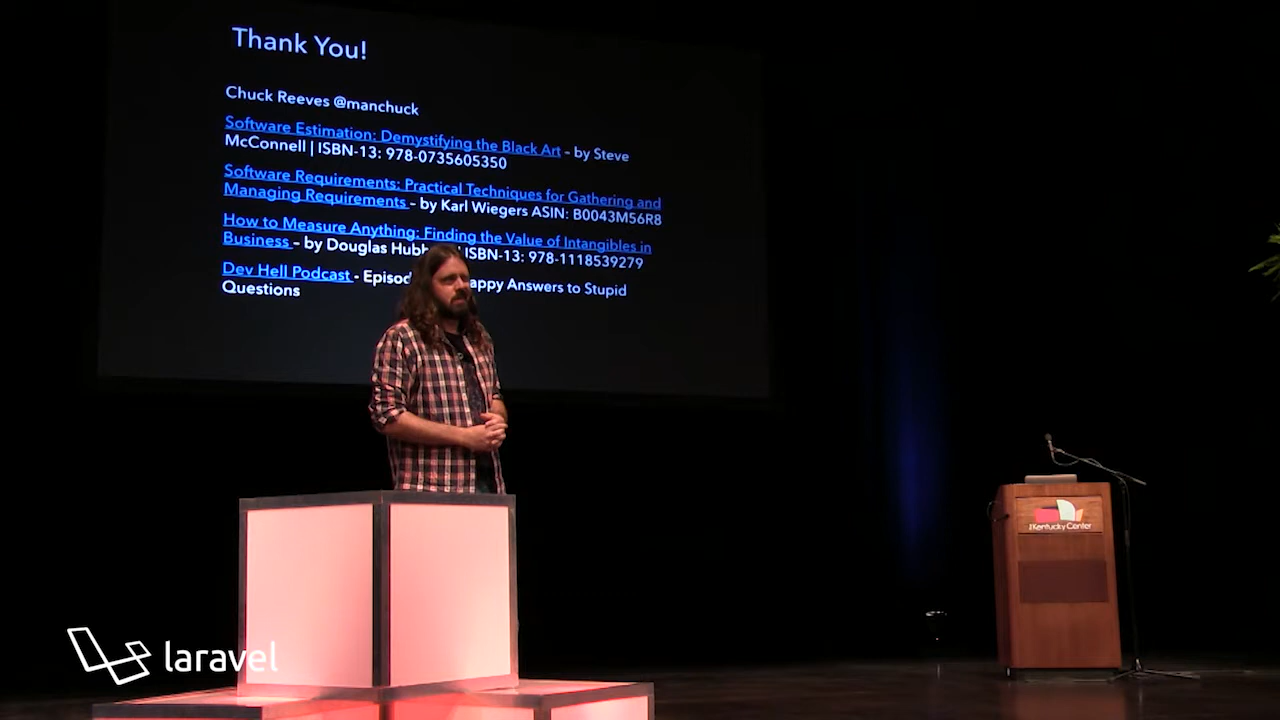 Thank You!
Chuck Reeves @manchuck
Software Estimation: Demystifying the Black Art – by Steve
McConnell | ISBN-13: 978-0735605350
Software Requirements: Practical Techniques for Gathering and
Managing Requirements – by Karl Wiegers ASIN: B0043M56R8
How to Measure Anything: Finding the Value of Intangibles in
Business – by Douglas ISBN-13: 978-1118539279
Dev Hell Podcast - Answers to Stupid
Questions
The Kentucky Center
laravel